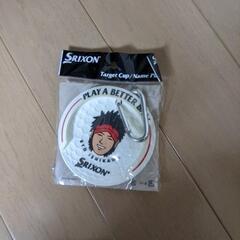 SRIXON
Target Cup/Name P
PLAY A BETTER B
SRIXON